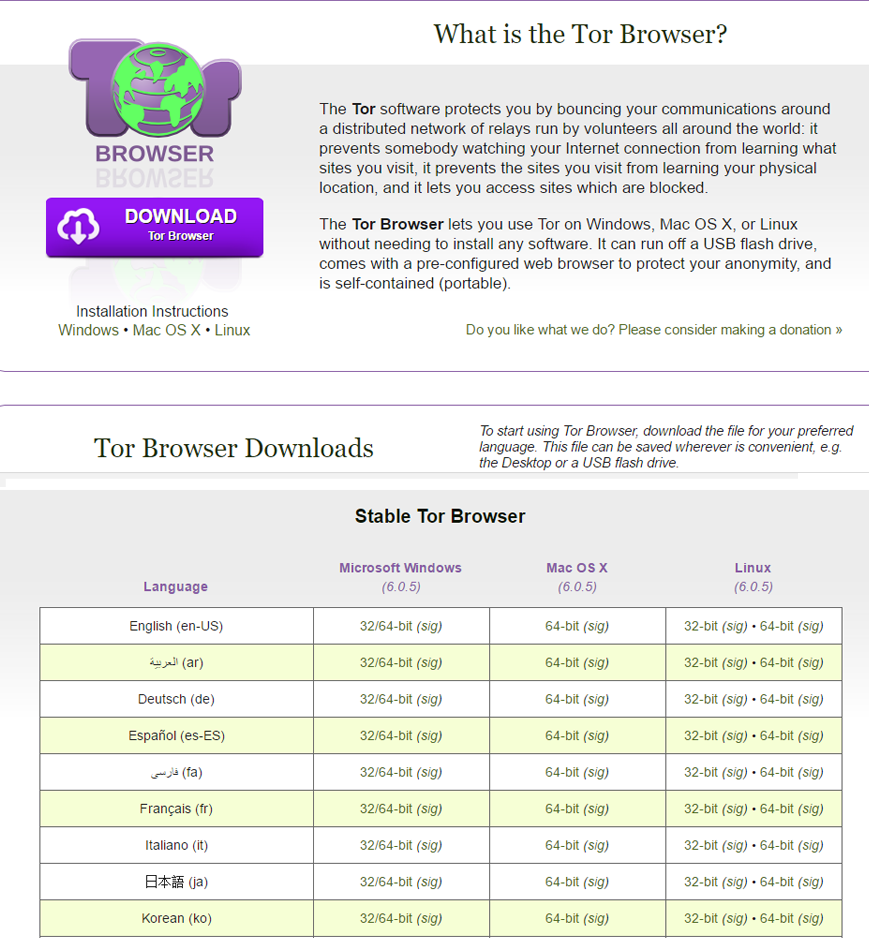 What is the Tor Browser?
Tor
BROWSER
DOWNLOAD
Tor Browser
Installation Instructions
Windows • Mac OS X • Linux
The Tor software protects you by bouncing your communications around
a distributed network of relays run by volunteers all around the world: it
prevents somebody watching your Internet connection from learning what
sites you visit, it prevents the sites you visit from learning your physical
location, and it lets you access sites which are blocked.
The Tor Browser lets you use Tor on Windows, Mac OS X, or Linux
without needing to install any software. It can run off a USB flash drive,
comes with a pre-configured web browser to protect your anonymity, and
is self-contained (portable).
Do you like what we do? Please consider making a donation »
Tor Browser Downloads
To start using Tor Browser, download the file for your preferred
language. This file can be saved wherever is convenient, e.g.
the Desktop or a USB flash drive.
Stable Tor Browser
Language Microsoft Windows (6.0.5) Mac OS X (6.0.5) Linux (6.0.5)
English (en-US) 32/64-bit (sig) 64-bit (sig) 32-bit (sig) • 64-bit (sig)
العربية (ar) 32/64-bit (sig) 64-bit (sig) 32-bit (sig) • 64-bit (sig)
Deutsch (de) 32/64-bit (sig) 64-bit (sig) 32-bit (sig) • 64-bit (sig)
Español (es-ES) 32/64-bit (sig) 64-bit (sig) 32-bit (sig) • 64-bit (sig)
فارسی (fa) 32/64-bit (sig) 64-bit (sig) 32-bit (sig) • 64-bit (sig)
Français (fr) 32/64-bit (sig) 64-bit (sig) 32-bit (sig) • 64-bit (sig)
Italiano (it) 32/64-bit (sig) 64-bit (sig) 32-bit (sig) • 64-bit (sig)
日本語 (ja) 32/64-bit (sig) 64-bit (sig) 32-bit (sig) • 64-bit (sig)
Korean (ko) 32/64-bit (sig) 64-bit (sig) 32-bit (sig) • 64-bit (sig)